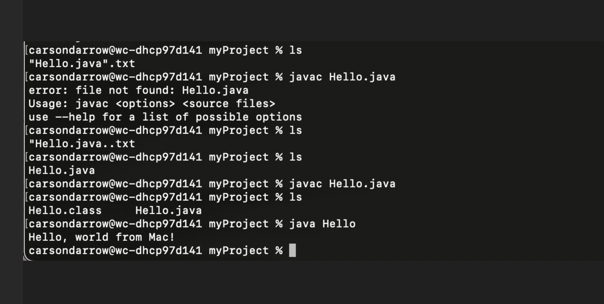 [carsondarrow@wc-dhcp97d141 myProject % ls
"Hello.java".txt
[carsondarrow@wc-dhcp97d141 myProject % javac Hello.java
error: file not found: Hello.java
Usage: javac <options> <source files>
use --help for a list of possible options
[carsondarrow@wc-dhcp97d141 myProject % ls
"Hello.java..txt
[carsondarrow@wc-dhcp97d141 myProject % ls
Hello.java
[carsondarrow@wc-dhcp97d141 myProject % javac Hello.java
[carsondarrow@wc-dhcp97d141 myProject % ls
Hello.class     Hello.java
[carsondarrow@wc-dhcp97d141 myProject % java Hello
Hello, world from Mac!
carsondarrow@wc-dhcp97d141 myProject %